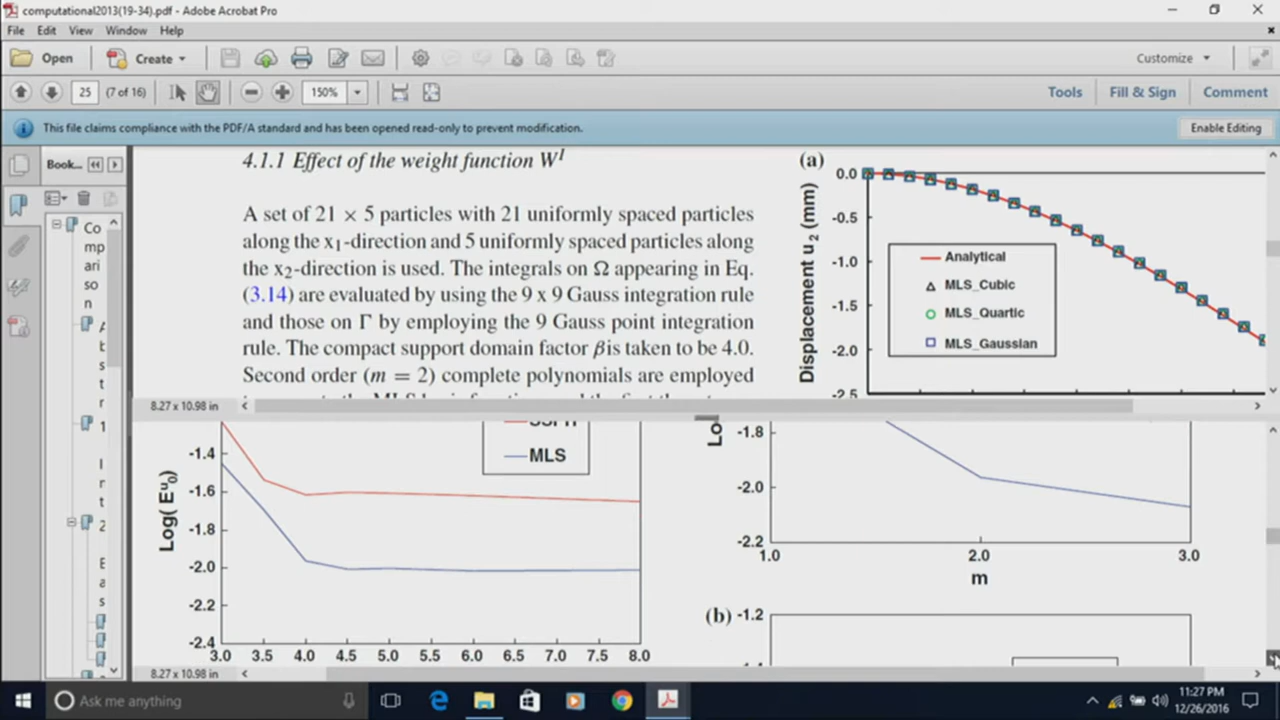 computational2013(19-34).pdf - Adobe Acrobat Pro
File Edit View Window Help
Open Create Customize
25 (7 of 16) 150% Tools Fill & Sign Comment
This file claims compliance with the PDF/A standard and has been opened read-only to prevent modification. Enable Editing
Book...
Co
mp
ari
so
n
A
b
s
t
r
1
I
n
t
2
E
a
s
4.1.1 Effect of the weight function W^I
A set of 21 × 5 particles with 21 uniformly spaced particles
along the x1-direction and 5 uniformly spaced particles along
the x2-direction is used. The integrals on Ω appearing in Eq.
(3.14) are evaluated by using the 9 x 9 Gauss integration rule
and those on Γ by employing the 9 Gauss point integration
rule. The compact support domain factor β is taken to be 4.0.
Second order (m = 2) complete polynomials are employed
(a)
Displacement u2 (mm)
0.0
-0.5
-1.0
-1.5
-2.0
-2.5
Analytical
MLS_Cubic
MLS_Quartic
MLS_Gaussian
8.27 x 10.98 in
Log( E^u_0)
-1.4
-1.6
-1.8
-2.0
-2.2
-2.4
MLS
3.0 3.5 4.0 4.5 5.0 5.5 6.0 6.5 7.0 7.5 8.0
-1.8
-2.0
-2.2
1.0 2.0 3.0
m
(b) -1.2
8.27 x 10.98 in
Ask me anything
11:27 PM
12/26/2016